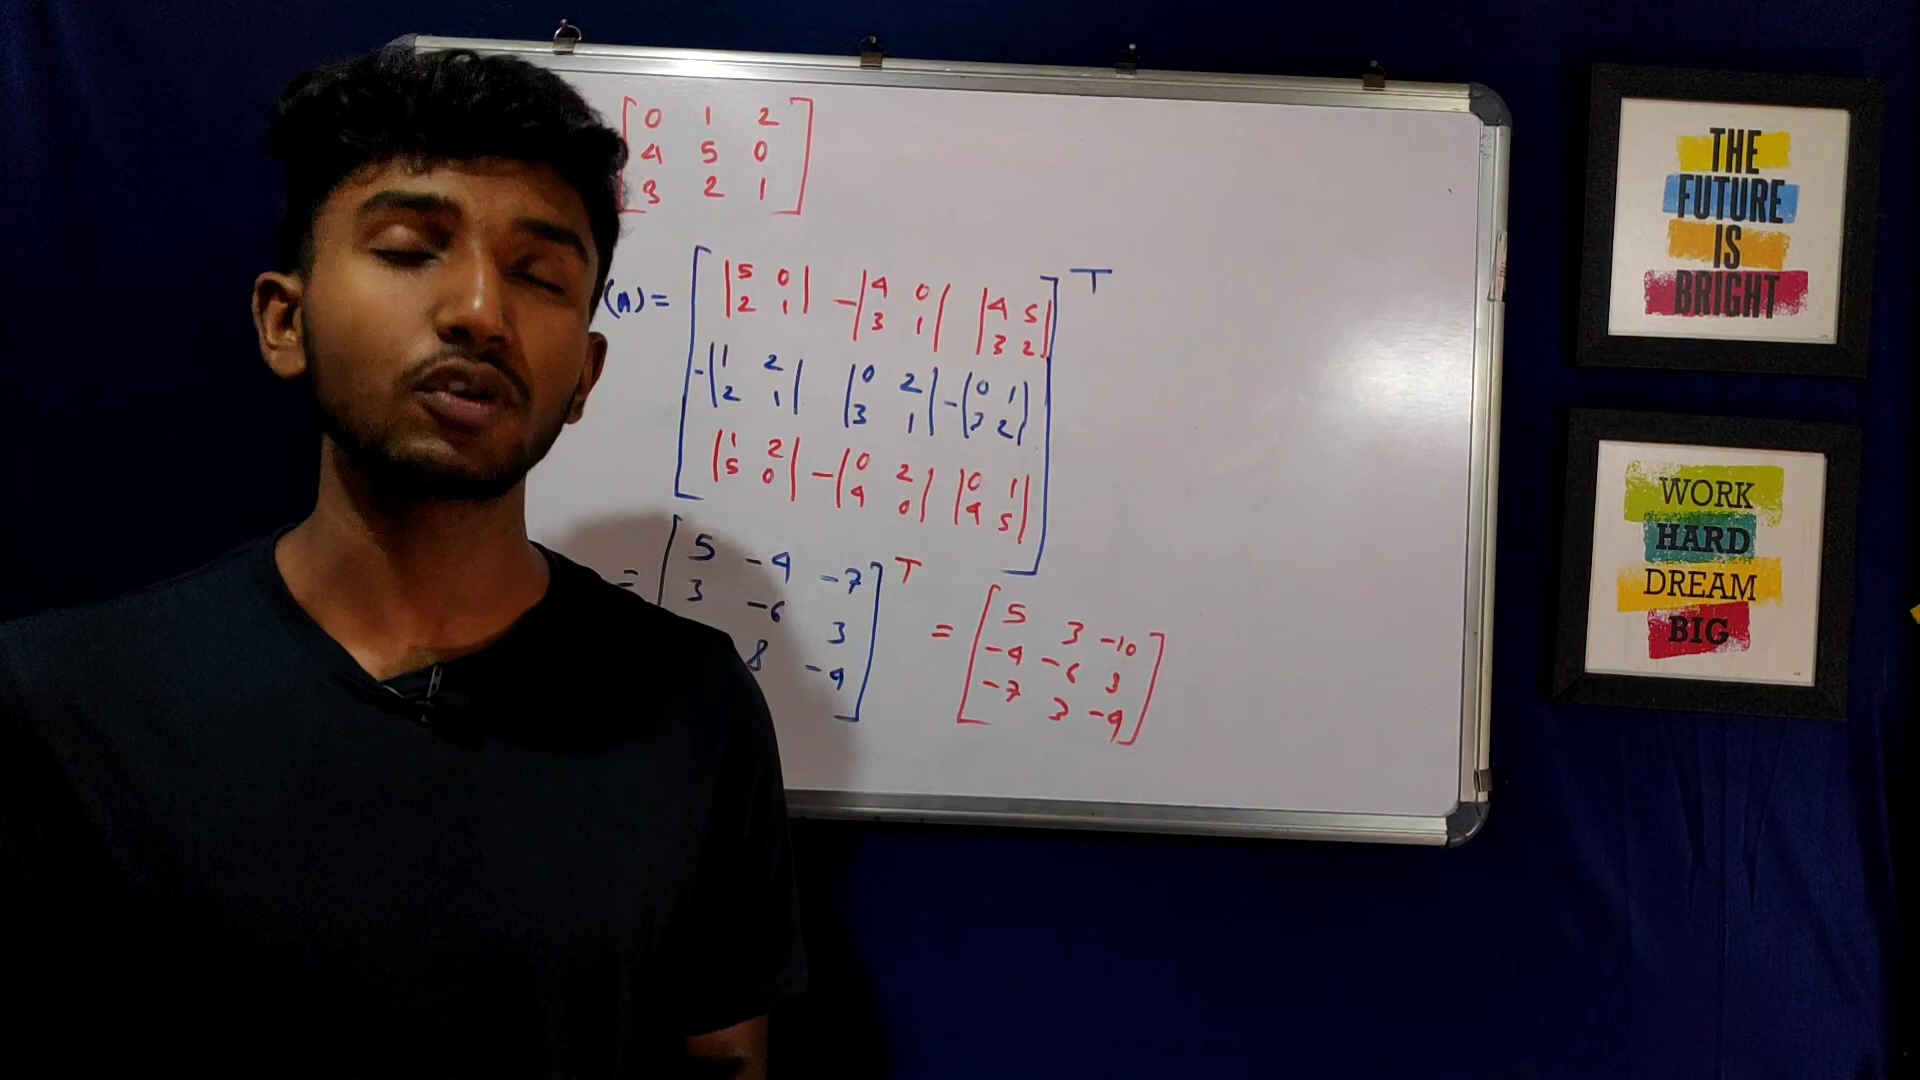 0 1 2
4 5 0
3 2 1
(A) = | 5 0 | - | 4 0 | | 4 5 | T
| 2 1 | | 3 1 | | 3 2 |
- | 1 2 | | 0 2 | - | 0 1 |
| 2 1 | | 3 1 | | 3 2 |
| 1 2 | - | 0 2 | | 0 1 |
| 5 0 | | 4 0 | | 4 5 |
= 5 -4 -7 T
3 -6 3
8 -4
= 5 3 -10
-4 -6 8
-7 3 -4
THE
FUTURE
IS
BRIGHT
WORK
HARD
DREAM
BIG